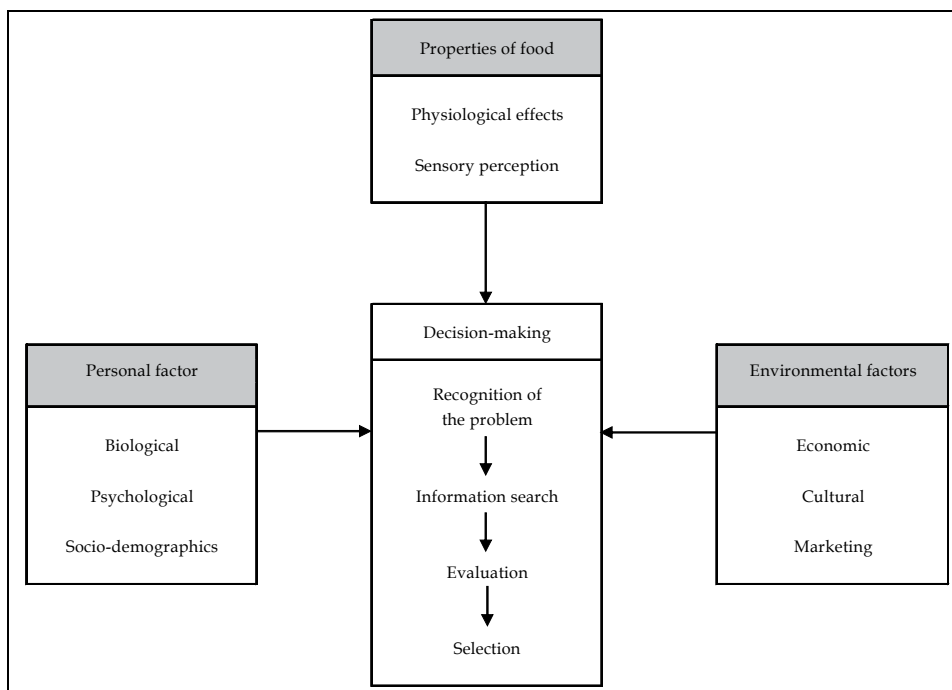 Properties of food
Physiological effects
Sensory perception
Personal factor
Biological
Psychological
Socio-demographics
Decision-making
Recognition of
the problem
Information search
Evaluation
Selection
Environmental factors
Economic
Cultural
Marketing